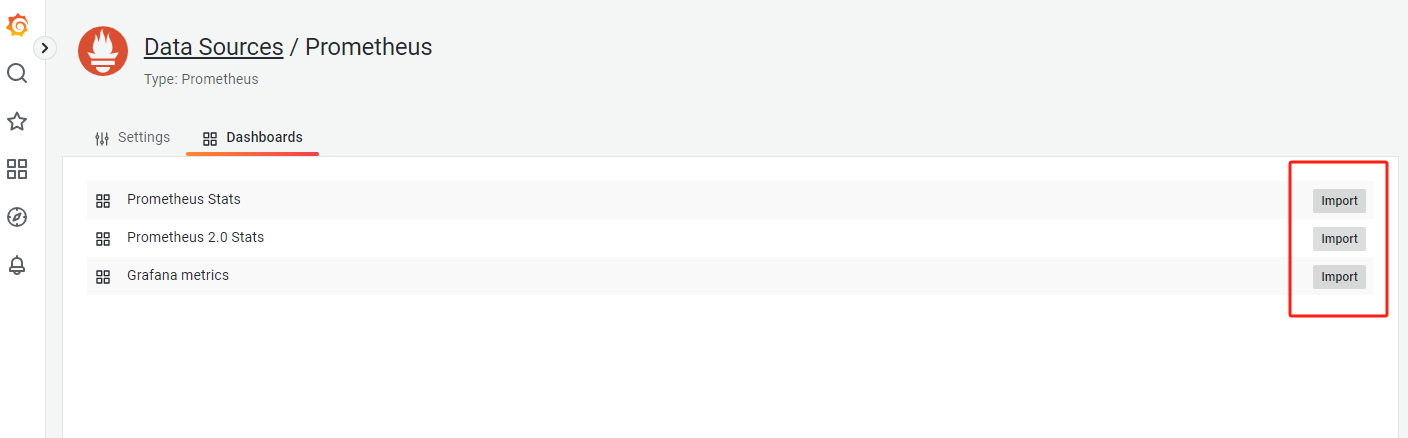 Data Sources / Prometheus
Type: Prometheus
Settings Dashboards
Prometheus Stats Import
Prometheus 2.0 Stats Import
Grafana metrics Import